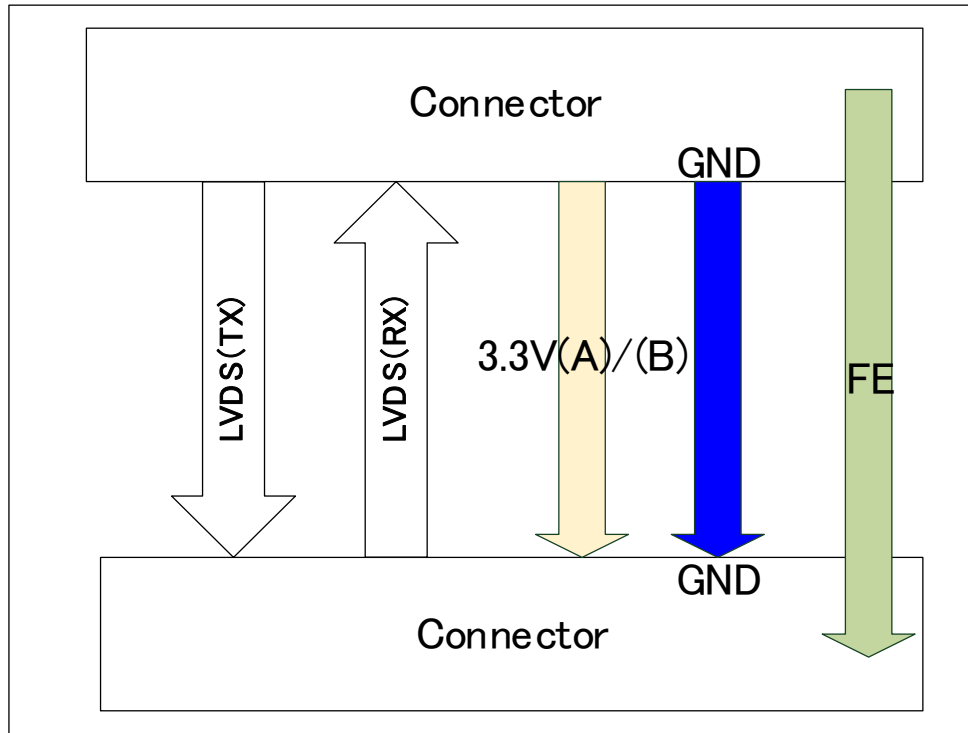 Connector
GND
LVDS(TX)
LVDS(RX)
3.3V(A)/(B)
FE
GND
Connector